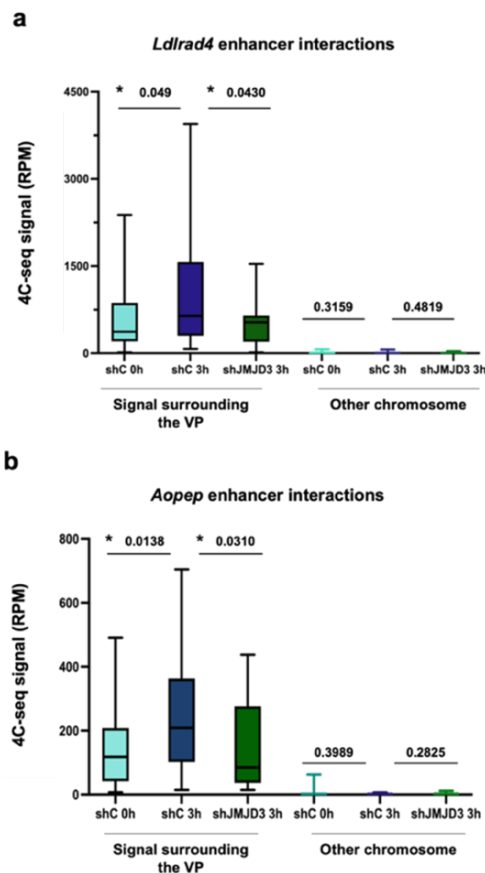 a
Ldlrad4 enhancer interactions
4C-seq signal (RPM)
4500
3000
1500
0
* 0.049 * 0.0430
0.3159 0.4819
shC 0h shC 3h shJMJD3 3h shC 0h shC 3h shJMJD3 3h
Signal surrounding
the VP
Other chromosome
b
Aopep enhancer interactions
4C-seq signal (RPM)
800
600
400
200
0
* 0.0138 * 0.0310
0.3989 0.2825
shC 0h shC 3h shJMJD3 3h shC 0h shC 3h shJMJD3 3h
Signal surrounding
the VP
Other chromosome